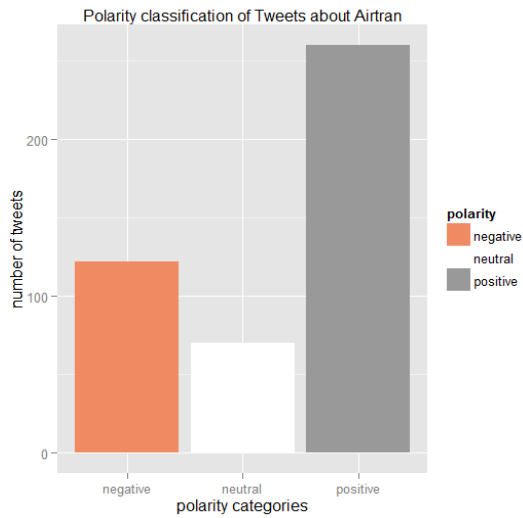 Polarity classification of Tweets about Airtran
200
100
0
number of tweets
negative
neutral
positive
polarity categories
polarity
negative
neutral
positive